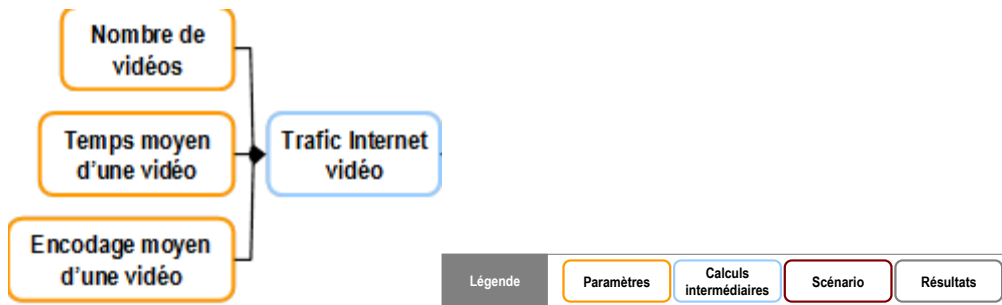 Nombre de
vidéos
Temps moyen
d'une vidéo
Trafic Internet
vidéo
Encodage moyen
d'une vidéo
Légende
Paramètres
Calculs
intermédiaires
Scénario
Résultats